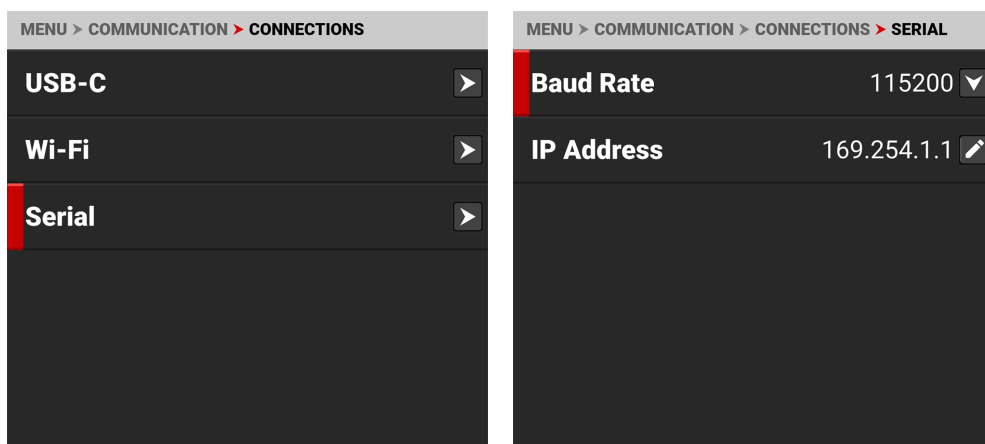 MENU > COMMUNICATION > CONNECTIONS
USB-C
Wi-Fi
Serial
MENU > COMMUNICATION > CONNECTIONS > SERIAL
Baud Rate 115200
IP Address 169.254.1.1